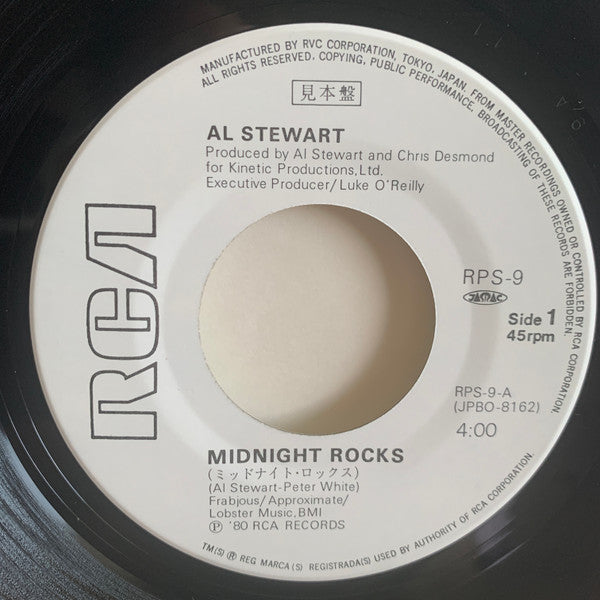 MANUFACTURED BY RVC CORPORATION, TOKYO, JAPAN, FROM MASTER RECORDINGS OWNED OR CONTROLLED BY RCA CORPORATION.
ALL RIGHTS RESERVED, COPYING, PUBLIC PERFORMANCE, BROADCASTING OF THESE RECORDS ARE FORBIDDEN.
見本盤
AL STEWART
Produced by Al Stewart and Chris Desmond
for Kinetic Productions,Ltd.
Executive Producer/Luke O'Reilly
RCA
RPS-9
JASRAC
Side 1
45rpm
RPS-9-A
(JPBO-8162)
4:00
MIDNIGHT ROCKS
(ミッドナイト・ロックス)
(Al Stewart-Peter White)
Frabjous/Approximate/
Lobster Music,BMI
Ⓟ '80 RCA RECORDS
TM(S) ® REG MARCA(S) REGISTRADA(S) USED BY AUTHORITY OF RCA CORPORATION.